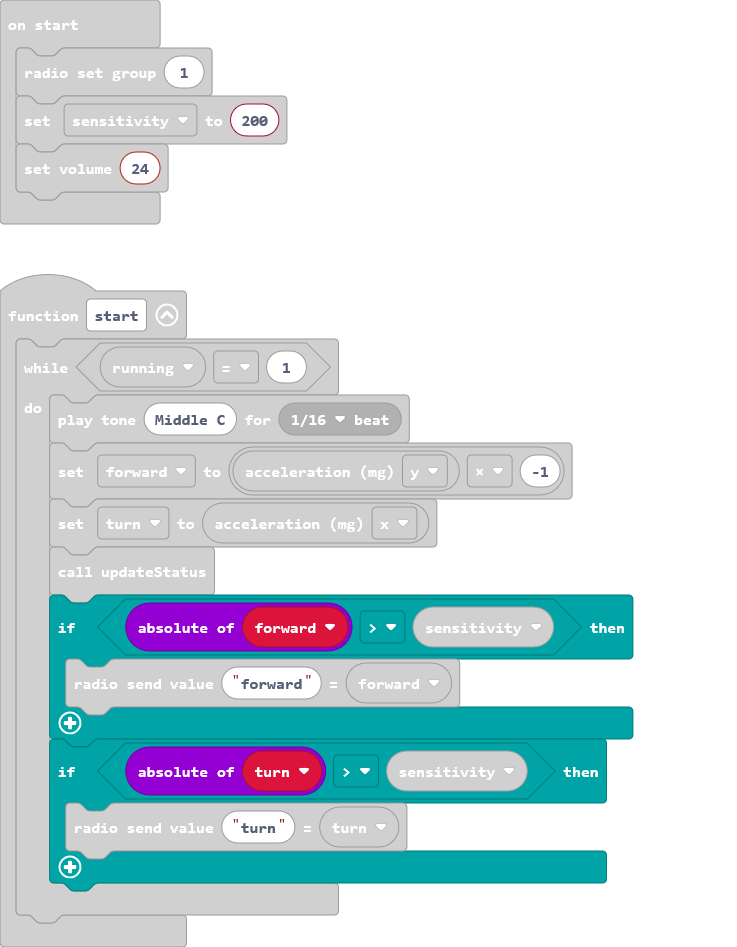 on start
radio set group 1
set sensitivity to 200
set volume 24
function start
while running = 1
do
play tone Middle C for 1/16 beat
set forward to acceleration (mg) y × -1
set turn to acceleration (mg) x
call updateStatus
if absolute of forward > sensitivity then
radio send value "forward" = forward
if absolute of turn > sensitivity then
radio send value "turn" = turn